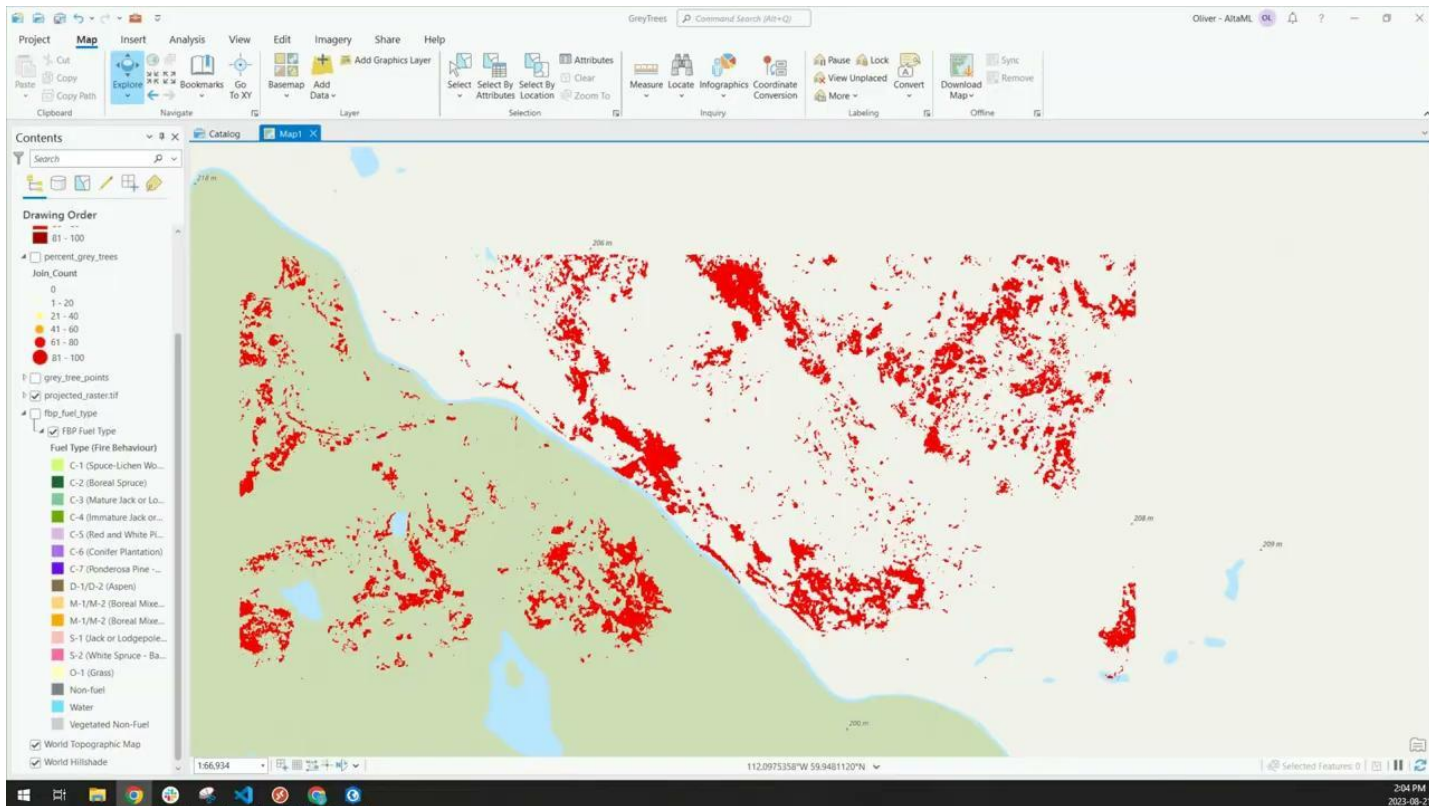 GreyTrees
Command Search (Alt+Q)
Oliver - AltaML
OL
?
Project Map Insert Analysis View Edit Imagery Share Help
Paste
Cut
Copy
Copy Path
Clipboard
Explore
Bookmarks
Go To XY
Navigate
Basemap
Add Data
Add Graphics Layer
Layer
Select
Select By Attributes
Select By Location
Attributes
Clear
Zoom To
Selection
Measure
Locate
Infographics
Coordinate Conversion
Inquiry
Pause
Lock
View Unplaced
More
Convert
Labeling
Download Map
Sync
Remove
Offline
Contents
Search
Drawing Order
81 - 100
percent_grey_trees
Join_Count
0
1 - 20
21 - 40
41 - 60
61 - 80
81 - 100
grey_tree_points
projected_raster.tif
fbp_fuel_type
FBP Fuel Type
Fuel Type (Fire Behaviour)
C-1 (Spuce-Lichen Wo...
C-2 (Boreal Spruce)
C-3 (Mature Jack or Lo...
C-4 (Immature Jack or...
C-5 (Red and White Pi...
C-6 (Conifer Plantation)
C-7 (Ponderosa Pine -...
D-1/D-2 (Aspen)
M-1/M-2 (Boreal Mixe...
M-1/M-2 (Boreal Mixe...
S-1 (Jack or Lodgepole...
S-2 (White Spruce - Ba...
O-1 (Grass)
Non-fuel
Water
Vegetated Non-Fuel
World Topographic Map
World Hillshade
Catalog
Map1
218 m
206 m
208 m
209 m
200 m
1:66,934
112.0975358°W 59.9481120°N
Selected Features: 0
2:04 PM
2023-08-2